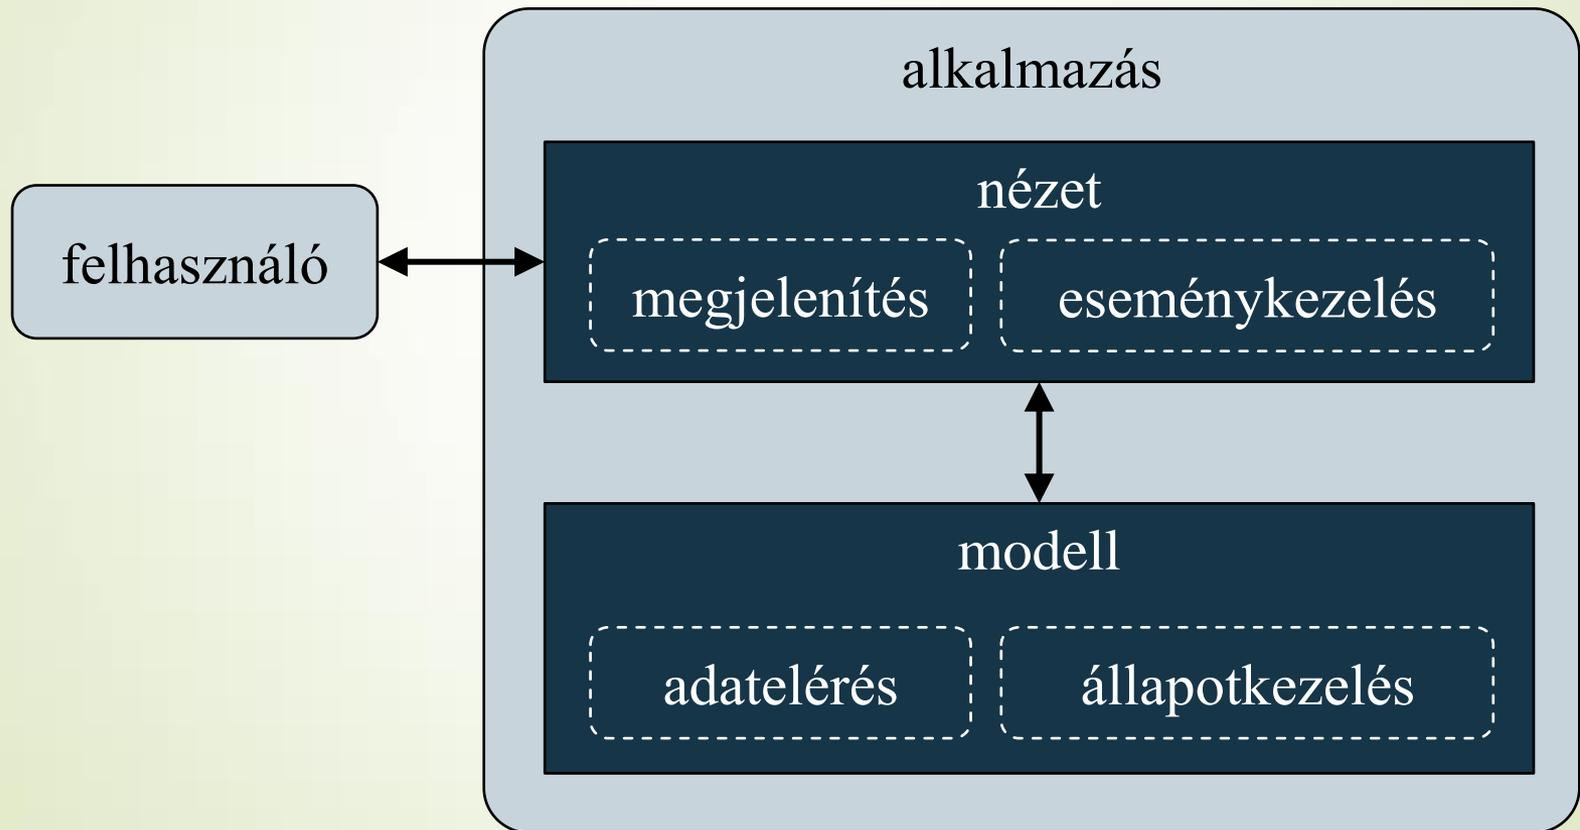 alkalmazás
nézet
felhasználó
megjelenítés
eseménykezelés
modell
adatelérés
állapotkezelés